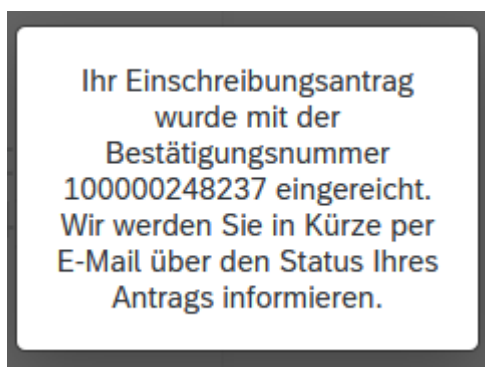 Ihr Einschreibungsantrag
wurde mit der
Bestätigungsnummer
100000248237 eingereicht.
Wir werden Sie in Kürze per
E-Mail über den Status Ihres
Antrags informieren.